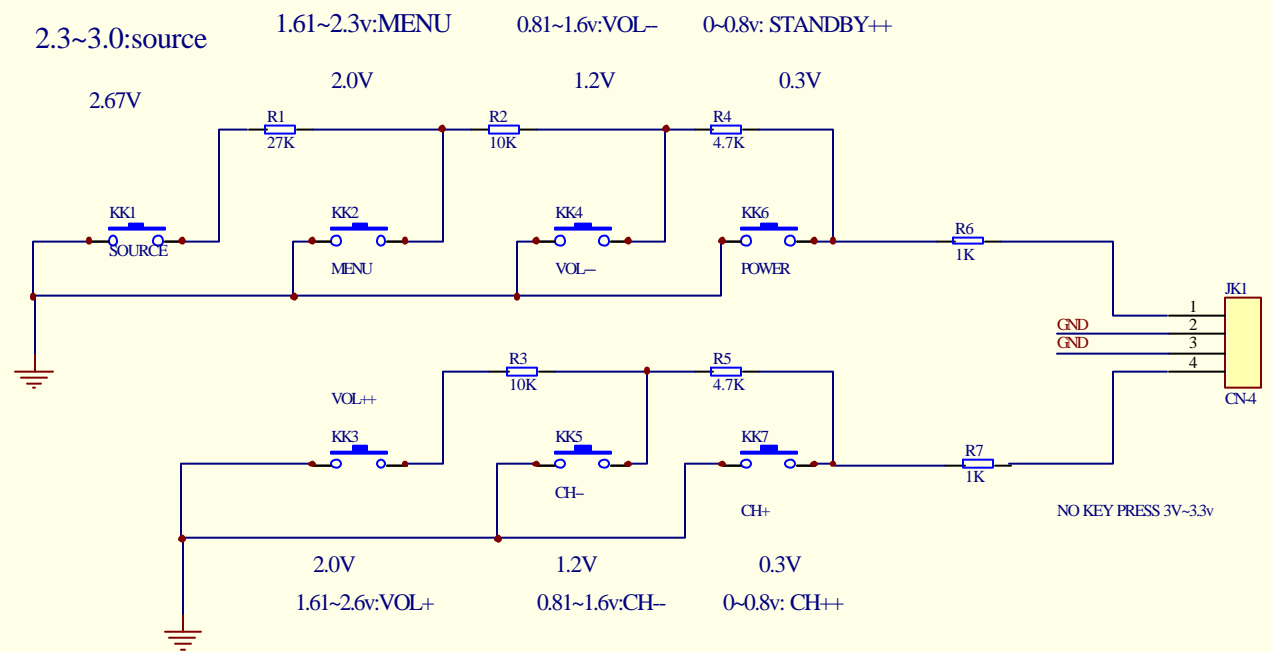 2.3~3.0:source
1.61~2.3v:MENU
0.81~1.6v:VOL--
0~0.8v: STANDBY++
2.67V
2.0V
1.2V
0.3V
R1
27K
R2
10K
R4
4.7K
KK1
SOURCE
KK2
MENU
KK4
VOL--
KK6
POWER
R6
1K
JK1
1
2
3
4
GND
GND
CN-4
R3
10K
R5
4.7K
VOL++
KK3
KK5
CH--
KK7
CH+
R7
1K
NO KEY PRESS 3V~3.3v
2.0V
1.2V
0.3V
1.61~2.6v:VOL+
0.81~1.6v:CH--
0~0.8v: CH++